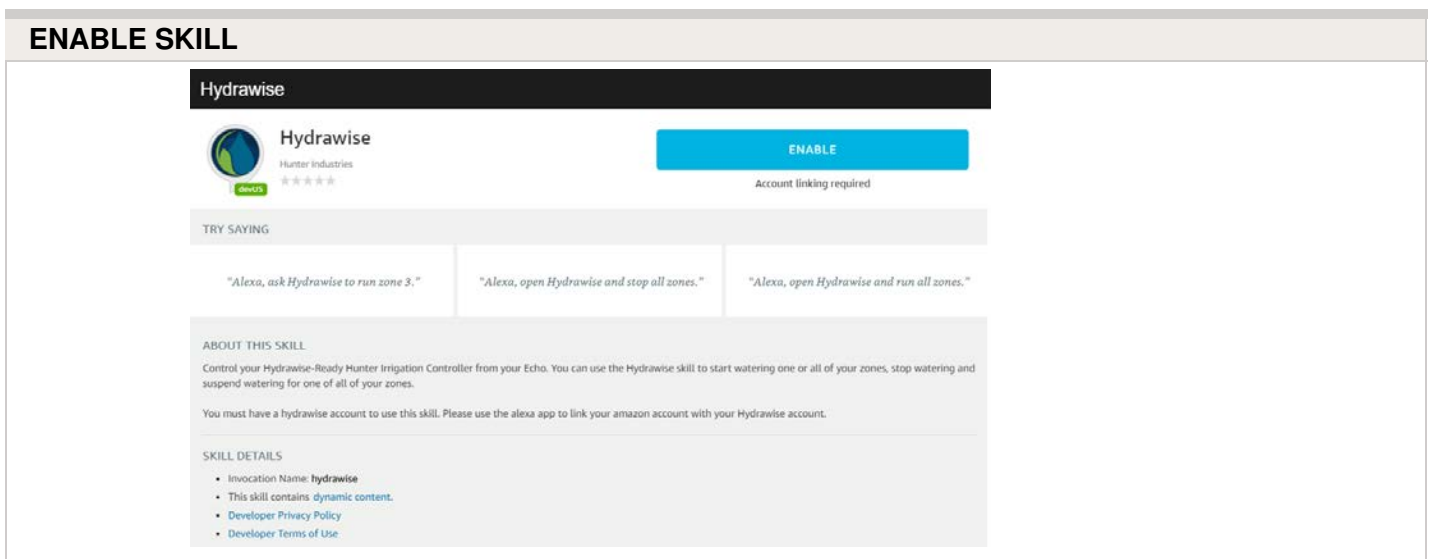 ENABLE SKILL
Hydrawise
Hydrawise
Hunter Industries
devUS
ENABLE
Account linking required
TRY SAYING
"Alexa, ask Hydrawise to run zone 3."
"Alexa, open Hydrawise and stop all zones."
"Alexa, open Hydrawise and run all zones."
ABOUT THIS SKILL
Control your Hydrawise-Ready Hunter Irrigation Controller from your Echo. You can use the Hydrawise skill to start watering one or all of your zones, stop watering and
suspend watering for one of all of your zones.
You must have a hydrawise account to use this skill. Please use the alexa app to link your amazon account with your Hydrawise account.
SKILL DETAILS
• Invocation Name: hydrawise
• This skill contains dynamic content.
• Developer Privacy Policy
• Developer Terms of Use